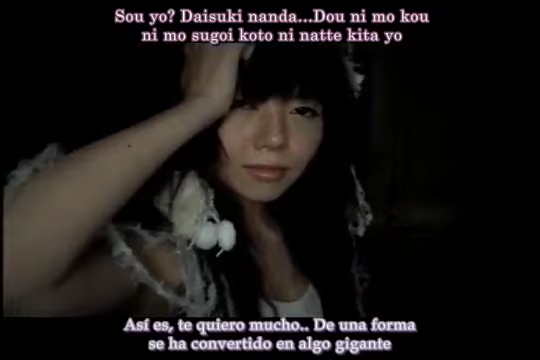 Sou yo? Daisuki nanda...Dou ni mo kou
ni mo sugoi koto ni natte kita yo
Así es, te quiero mucho.. De una forma
se ha convertido en algo gigante